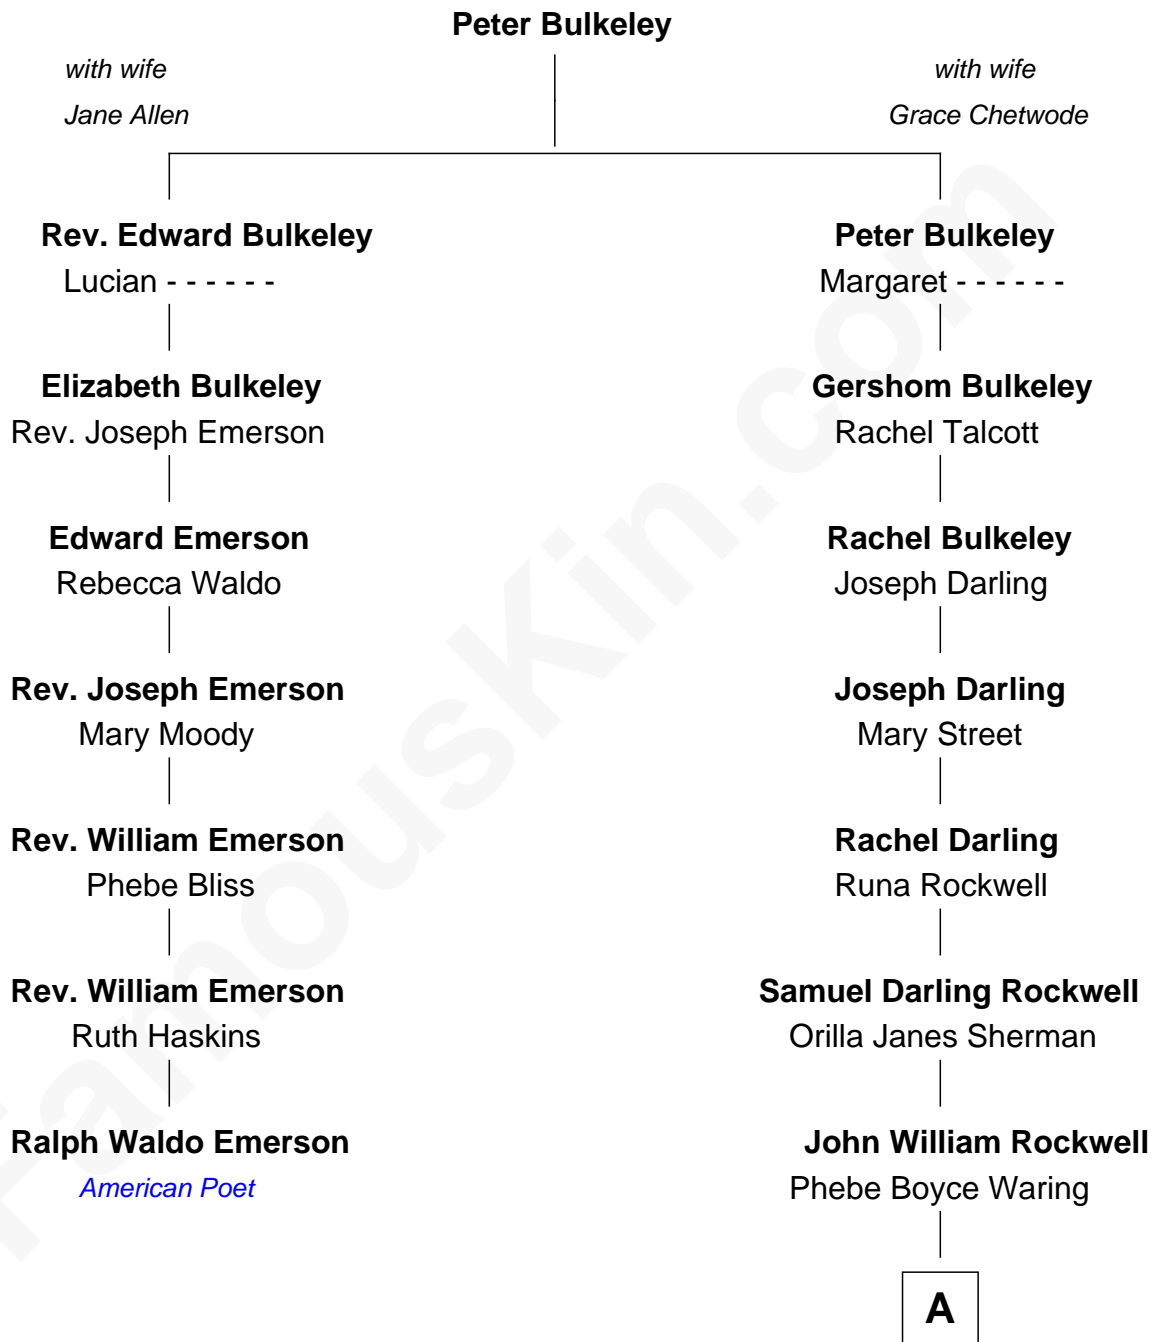 Peter Bulkeley
with wife
Jane Allen
with wife
Grace Chetwode
Rev. Edward Bulkeley
Lucian - - - - - -
Peter Bulkeley
Margaret - - - - - -
Elizabeth Bulkeley
Rev. Joseph Emerson
Gershom Bulkeley
Rachel Talcott
Edward Emerson
Rebecca Waldo
Rachel Bulkeley
Joseph Darling
Rev. Joseph Emerson
Mary Moody
Joseph Darling
Mary Street
Rev. William Emerson
Phebe Bliss
Rachel Darling
Runa Rockwell
Rev. William Emerson
Ruth Haskins
Samuel Darling Rockwell
Orilla Janes Sherman
Ralph Waldo Emerson
American Poet
John William Rockwell
Phebe Boyce Waring
A
FamousKin.com